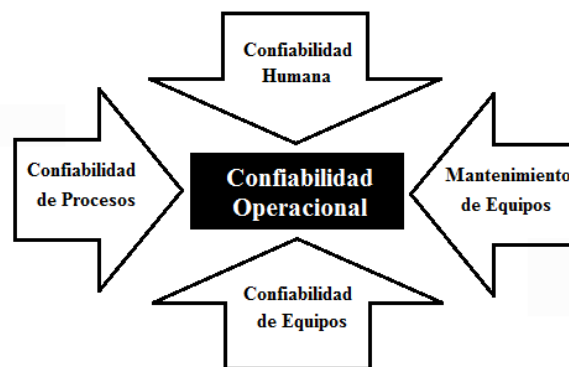 Confiabilidad
Humana
Confiabilidad
de Procesos
Confiabilidad
Operacional
Mantenimiento
de Equipos
Confiabilidad
de Equipos